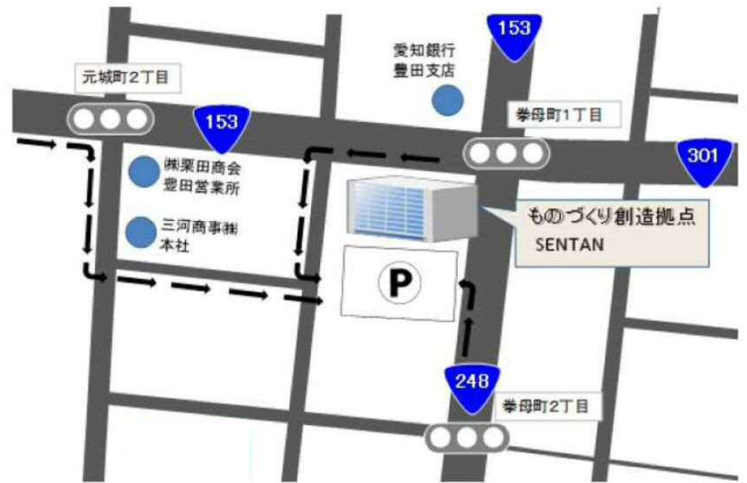 153
愛知銀行
豊田支店
元城町2丁目
153
挙母町1丁目
301
㈱栗田商会
豊田営業所
三河商事㈱
本社
ものづくり創造拠点
SENTAN
P
248
挙母町2丁目